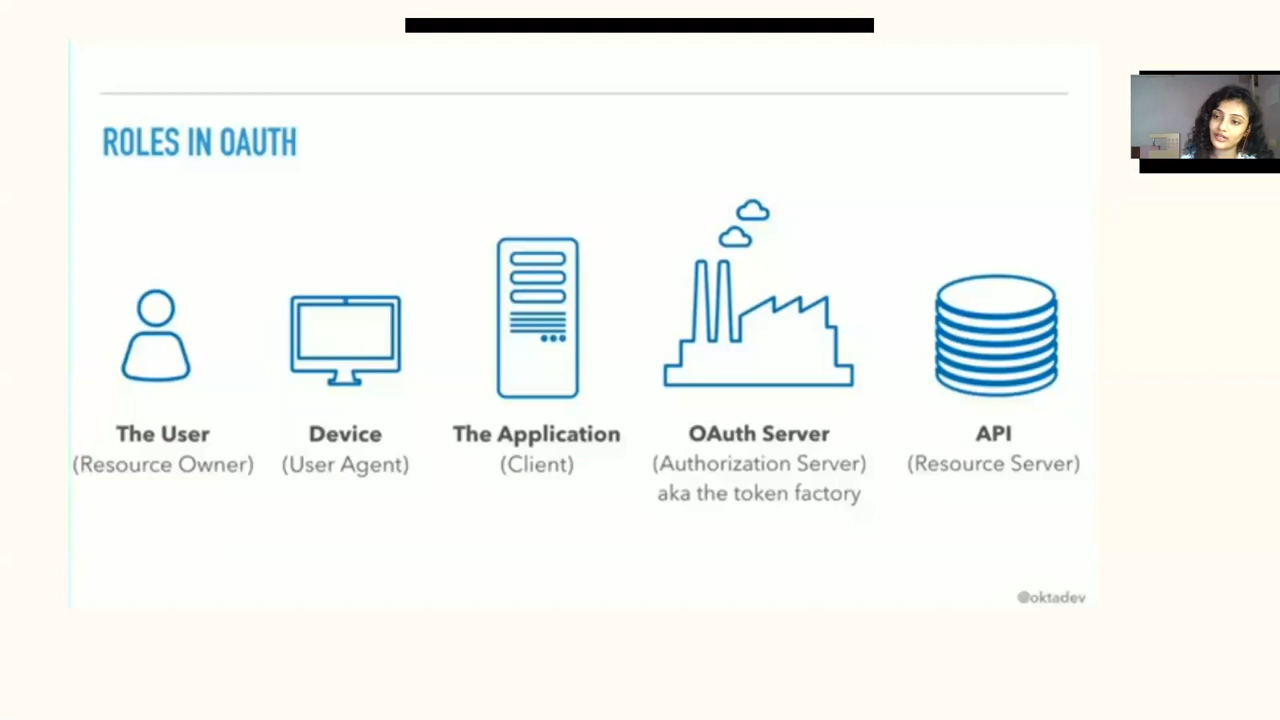 ROLES IN OAUTH
The User
(Resource Owner)
Device
(User Agent)
The Application
(Client)
OAuth Server
(Authorization Server)
aka the token factory
API
(Resource Server)
@oktadev